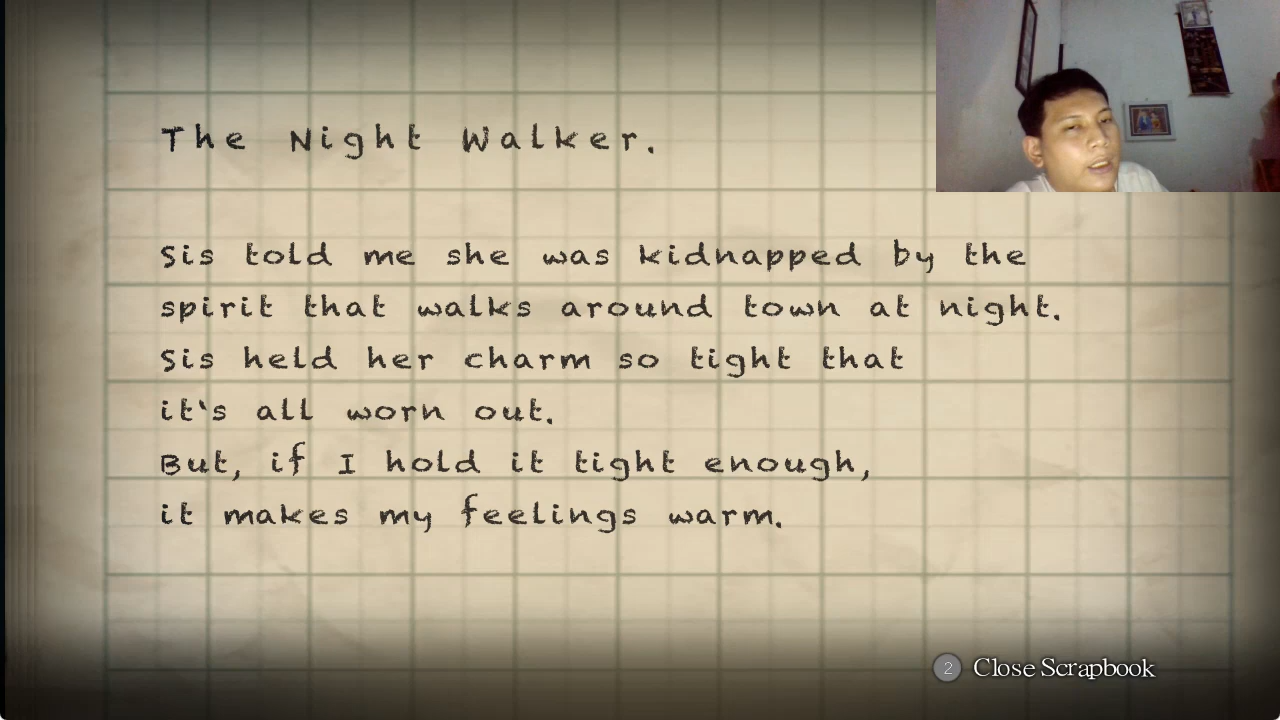 The Night Walker.
Sis told me she was kidnapped by the
spirit that walks around town at night.
Sis held her charm so tight that
it's all worn out.
But, if I hold it tight enough,
it makes my feelings warm.
2 Close Scrapbook